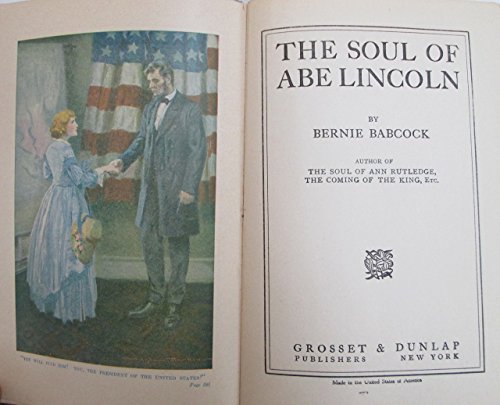 "YOU WILL HELP HIM? YOU, THE PRESIDENT OF THE UNITED STATES?"
Page
THE SOUL OF
ABE LINCOLN
BY
BERNIE BABCOCK
AUTHOR OF
THE SOUL OF ANN RUTLEDGE,
THE COMING OF THE KING, ETC.
GROSSET & DUNLAP
PUBLISHERS NEW YORK
Made in the United States of America